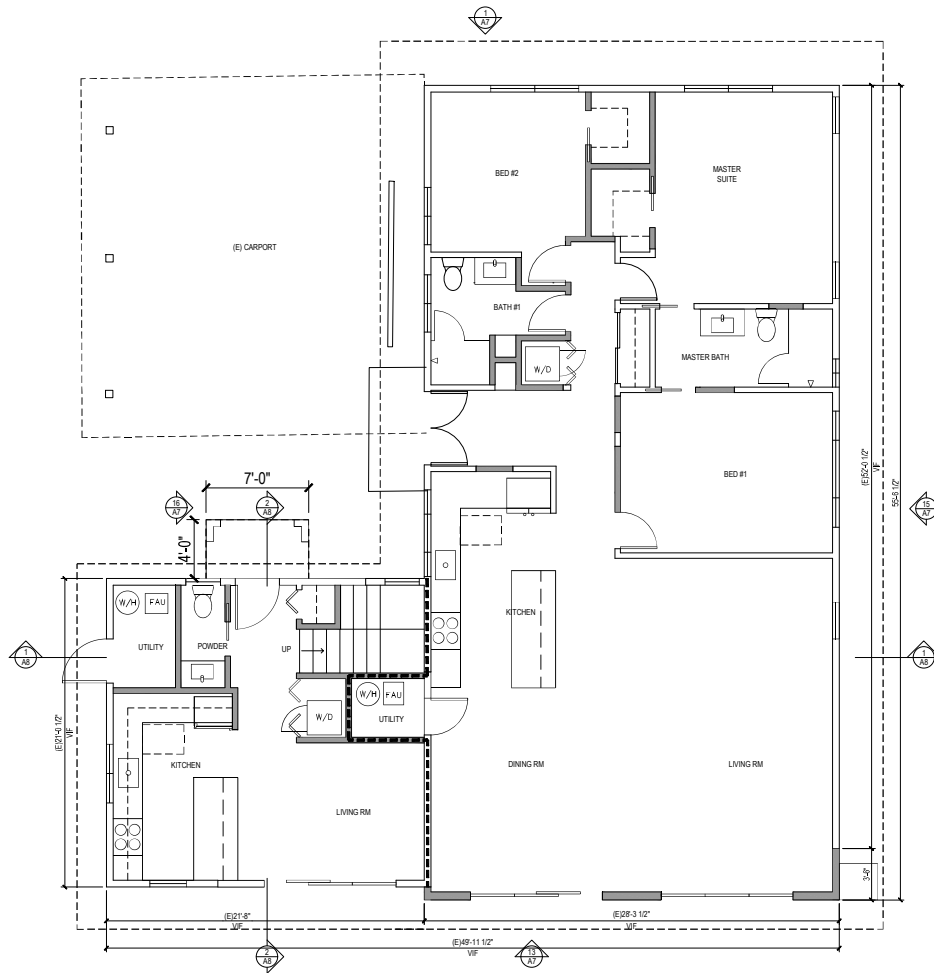 1
A7
BED #2
MASTER
SUITE
(E) CARPORT
BATH #1
MASTER BATH
W/D
BED #1
(E)52'-0 1/2"
VIF
55'-6 1/2"
7'-0"
16
A7
2
A8
15
A7
4'-0"
W/H
FAU
UTILITY
POWDER
UP
KITCHEN
1
A8
1
A8
(E)21'-0 1/2"
VIF
W/D
W/H
FAU
UTILITY
KITCHEN
DINING RM
LIVING RM
LIVING RM
3'-6"
(E)21'-8"
VIF
(E)28'-3 1/2"
VIF
(E)49'-11 1/2"
VIF
2
A8
13
A7